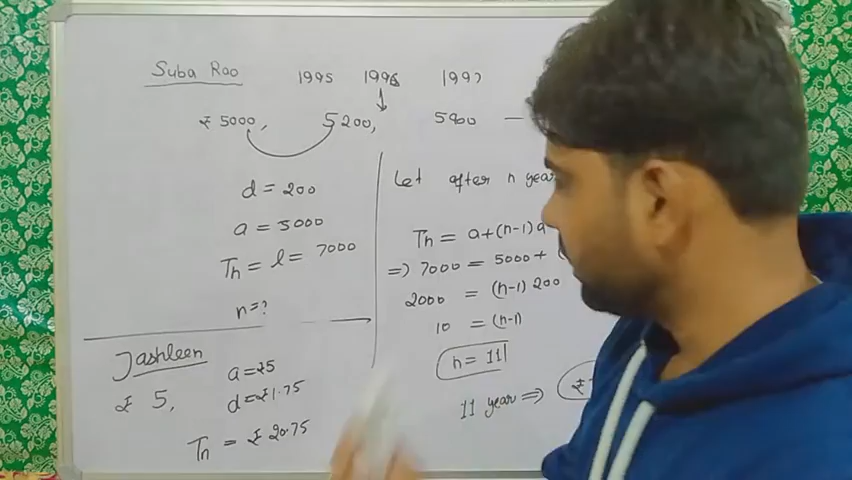 Suba Rao 1995 1996 1997
₹ 5000, 5200, 5400 —
d = 200
a = 5000
Tn = l = 7000
n = ?
Let after n year
Tn = a+(n-1)d
=) 7000 = 5000 +
2000 = (n-1) 200
10 = (n-1)
n = 11
11 year ⇒ ₹
Jashleen
₹ 5,
a = ₹5
d = ₹1.75
Tn = ₹ 20.75